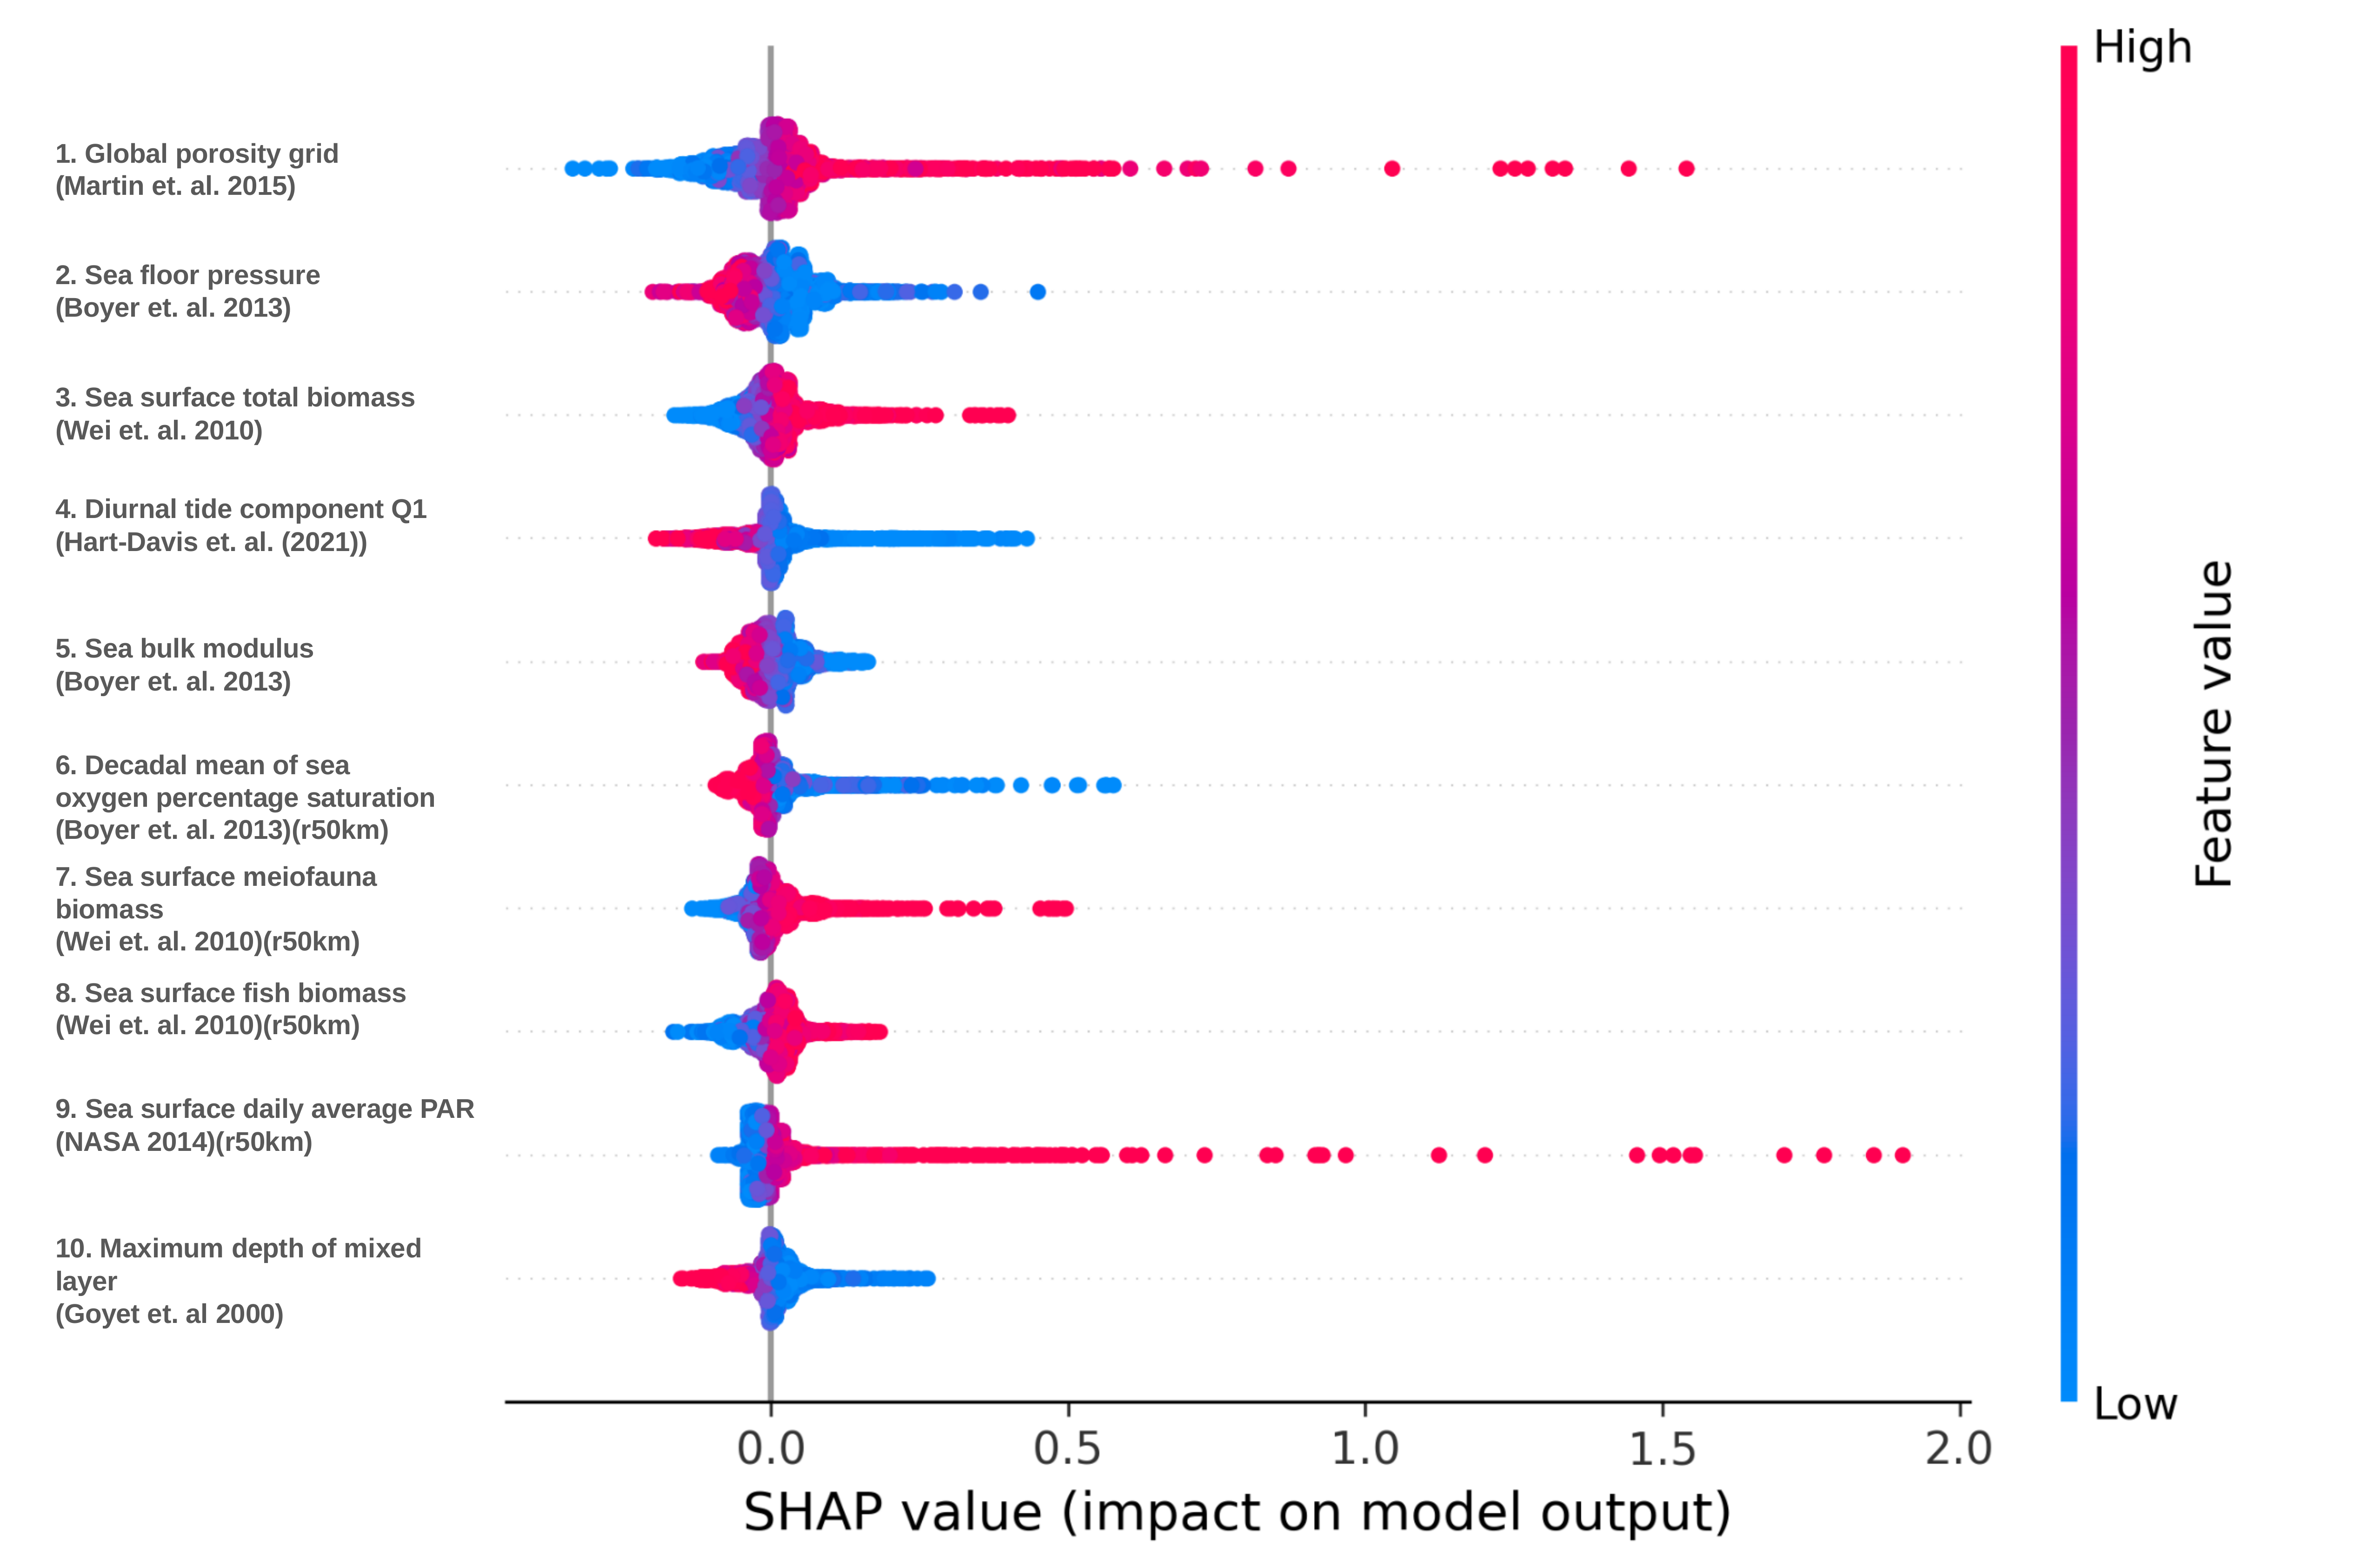 High
1. Global porosity grid
(Martin et. al. 2015)
2. Sea floor pressure
(Boyer et. al. 2013)
3. Sea surface total biomass
(Wei et. al. 2010)
4. Diurnal tide component Q1
(Hart-Davis et. al. (2021))
5. Sea bulk modulus
(Boyer et. al. 2013)
6. Decadal mean of sea
oxygen percentage saturation
(Boyer et. al. 2013)(r50km)
7. Sea surface meiofauna
biomass
(Wei et. al. 2010)(r50km)
8. Sea surface fish biomass
(Wei et. al. 2010)(r50km)
9. Sea surface daily average PAR
(NASA 2014)(r50km)
10. Maximum depth of mixed
layer
(Goyet et. al 2000)
Feature value
Low
0.0 0.5 1.0 1.5 2.0
SHAP value (impact on model output)